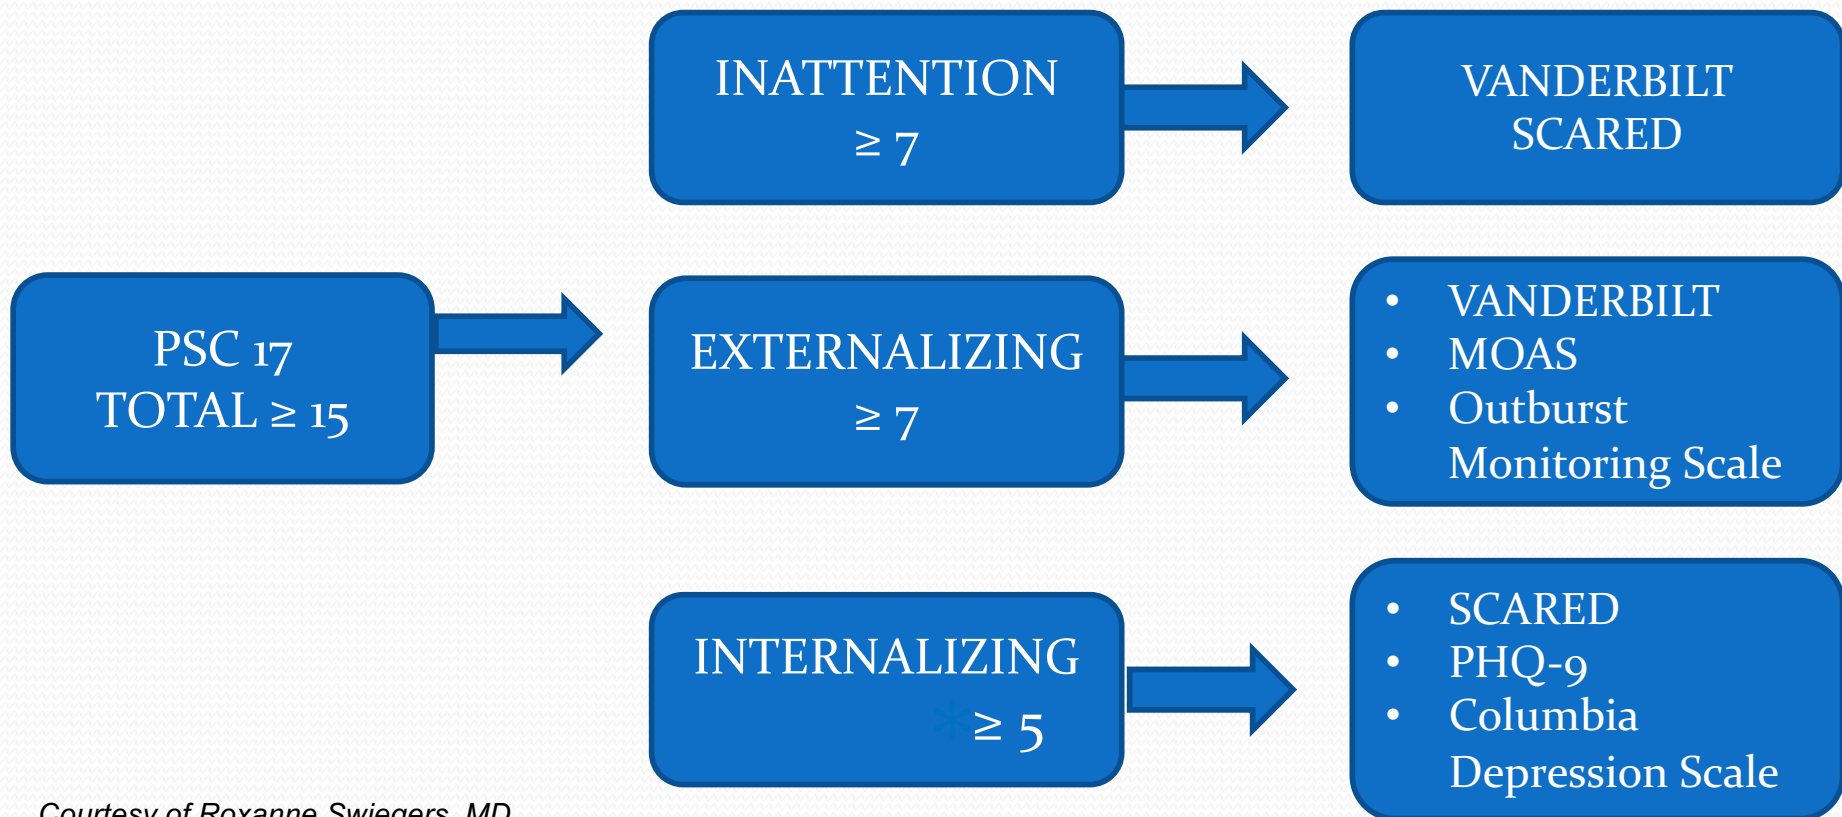 INATTENTION
≥ 7
VANDERBILT
SCARED
PSC 17
TOTAL ≥ 15
EXTERNALIZING
≥ 7
• VANDERBILT
• MOAS
• Outburst
Monitoring Scale
INTERNALIZING
*≥ 5
• SCARED
• PHQ-9
• Columbia
Depression Scale
Courtesy of Roxanne Swiegers, MD